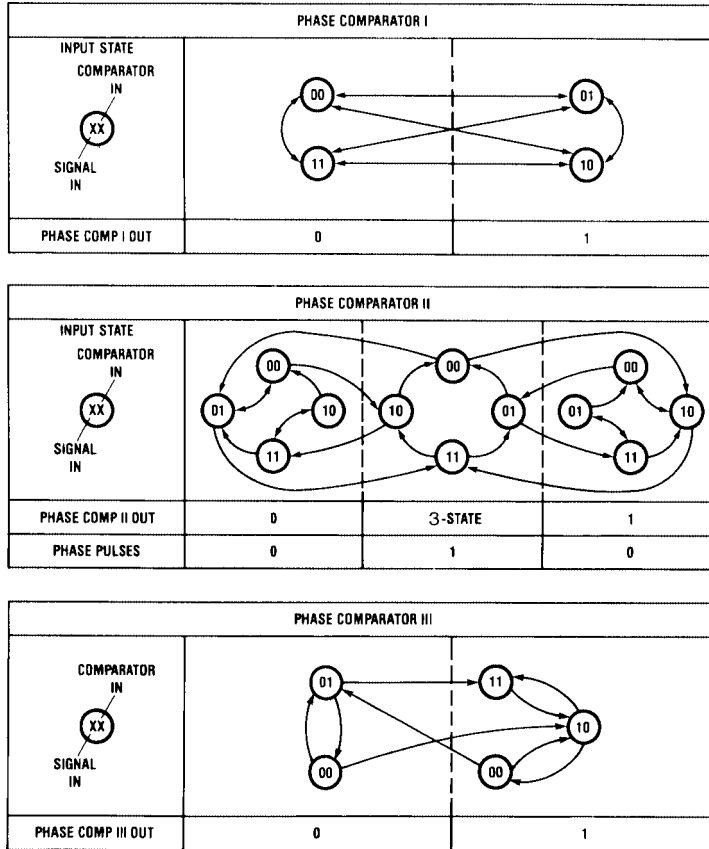 PHASE COMPARATOR I
INPUT STATE
COMPARATOR
IN
XX
SIGNAL
IN
00
01
11
10
PHASE COMP I OUT
0
1
PHASE COMPARATOR II
INPUT STATE
COMPARATOR
IN
XX
SIGNAL
IN
00
01
10
11
00
10
01
11
00
01
10
11
PHASE COMP II OUT
0
3-STATE
1
PHASE PULSES
0
1
0
PHASE COMPARATOR III
COMPARATOR
IN
XX
SIGNAL
IN
01
11
10
00
00
PHASE COMP III OUT
0
1